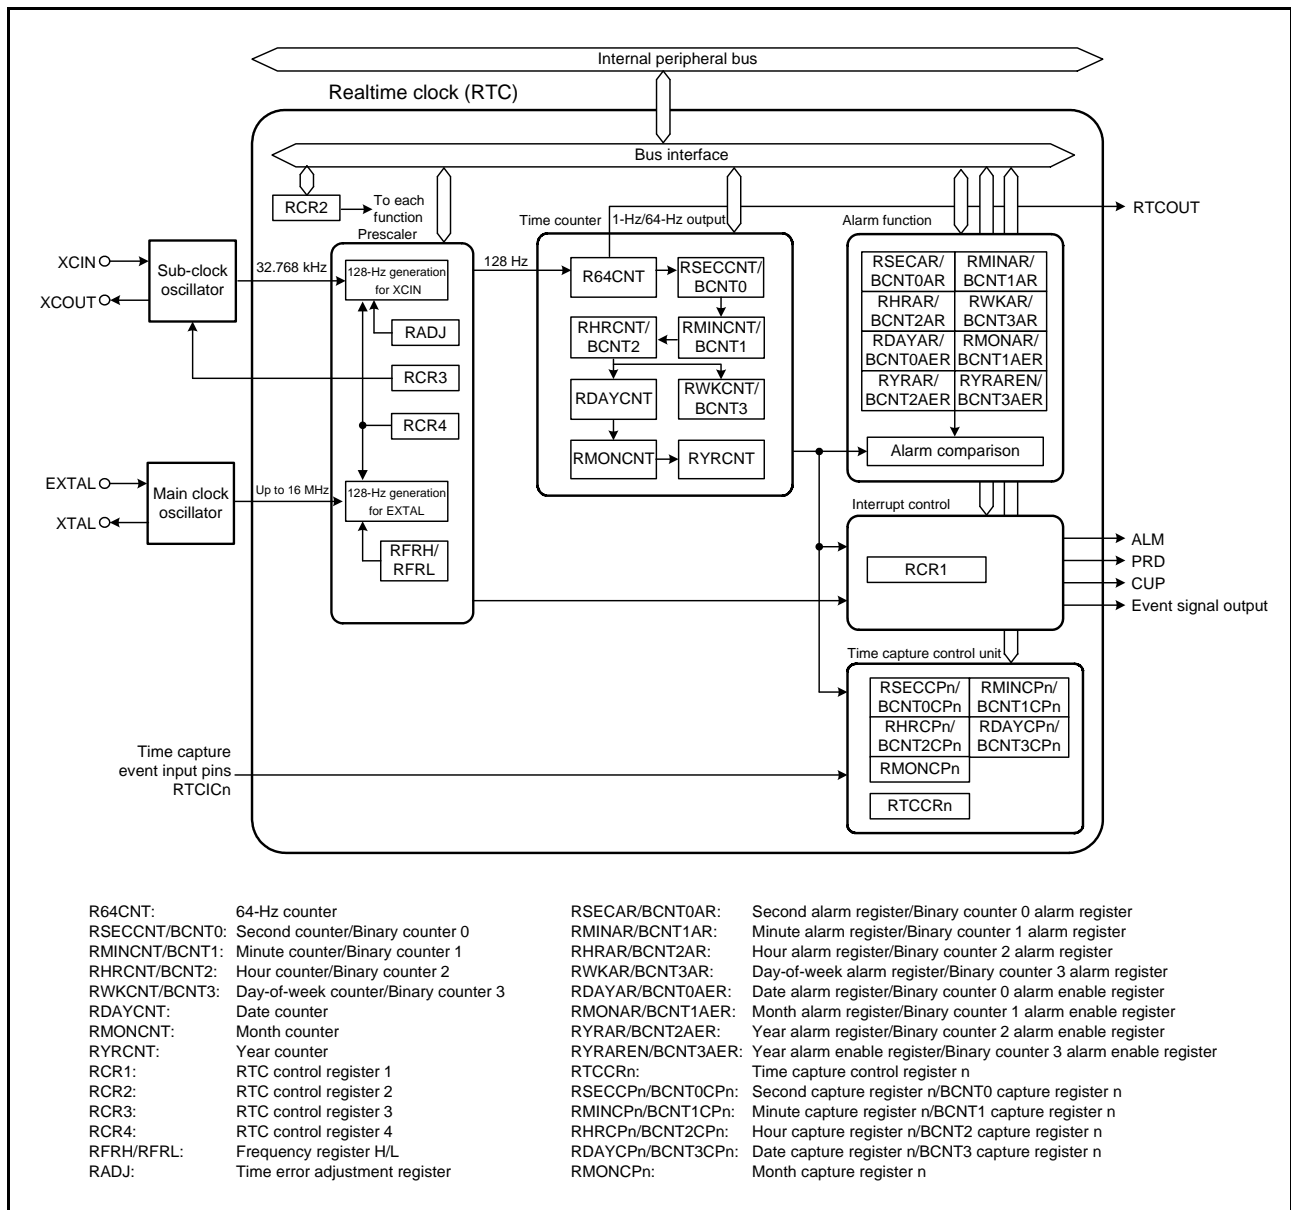 Internal peripheral bus
Realtime clock (RTC)
Bus interface
RCR2
To each
function
Prescaler
Time counter
1-Hz/64-Hz output
Alarm function
RTCOUT
XCIN
XCOUT
Sub-clock
oscillator
32.768 kHz
128-Hz generation
for XCIN
RADJ
RCR3
RCR4
128 Hz
R64CNT
RSECCNT/
BCNT0
RHRCNT/
BCNT2
RMINCNT/
BCNT1
RDAYCNT
RWKCNT/
BCNT3
RMONCNT
RYRCNT
RSECAR/
BCNT0AR
RMINAR/
BCNT1AR
RHRAR/
BCNT2AR
RWKAR/
BCNT3AR
RDAYAR/
BCNT0AER
RMONAR/
BCNT1AER
RYRAR/
BCNT2AER
RYRAREN/
BCNT3AER
Alarm comparison
EXTAL
XTAL
Main clock
oscillator
Up to 16 MHz
128-Hz generation
for EXTAL
RFRH/
RFRL
Interrupt control
RCR1
ALM
PRD
CUP
Event signal output
Time capture control unit
RSECCPn/
BCNT0CPn
RMINCPn/
BCNT1CPn
RHRCPn/
BCNT2CPn
RDAYCPn/
BCNT3CPn
RMONCPn
RTCCRn
Time capture
event input pins
RTCICn
R64CNT: 64-Hz counter
RSECCNT/BCNT0: Second counter/Binary counter 0
RMINCNT/BCNT1: Minute counter/Binary counter 1
RHRCNT/BCNT2: Hour counter/Binary counter 2
RWKCNT/BCNT3: Day-of-week counter/Binary counter 3
RDAYCNT: Date counter
RMONCNT: Month counter
RYRCNT: Year counter
RCR1: RTC control register 1
RCR2: RTC control register 2
RCR3: RTC control register 3
RCR4: RTC control register 4
RFRH/RFRL: Frequency register H/L
RADJ: Time error adjustment register
RSECAR/BCNT0AR: Second alarm register/Binary counter 0 alarm register
RMINAR/BCNT1AR: Minute alarm register/Binary counter 1 alarm register
RHRAR/BCNT2AR: Hour alarm register/Binary counter 2 alarm register
RWKAR/BCNT3AR: Day-of-week alarm register/Binary counter 3 alarm register
RDAYAR/BCNT0AER: Date alarm register/Binary counter 0 alarm enable register
RMONAR/BCNT1AER: Month alarm register/Binary counter 1 alarm enable register
RYRAR/BCNT2AER: Year alarm register/Binary counter 2 alarm enable register
RYRAREN/BCNT3AER: Year alarm enable register/Binary counter 3 alarm enable register
RTCCRn: Time capture control register n
RSECCPn/BCNT0CPn: Second capture register n/BCNT0 capture register n
RMINCPn/BCNT1CPn: Minute capture register n/BCNT1 capture register n
RHRCPn/BCNT2CPn: Hour capture register n/BCNT2 capture register n
RDAYCPn/BCNT3CPn: Date capture register n/BCNT3 capture register n
RMONCPn: Month capture register n